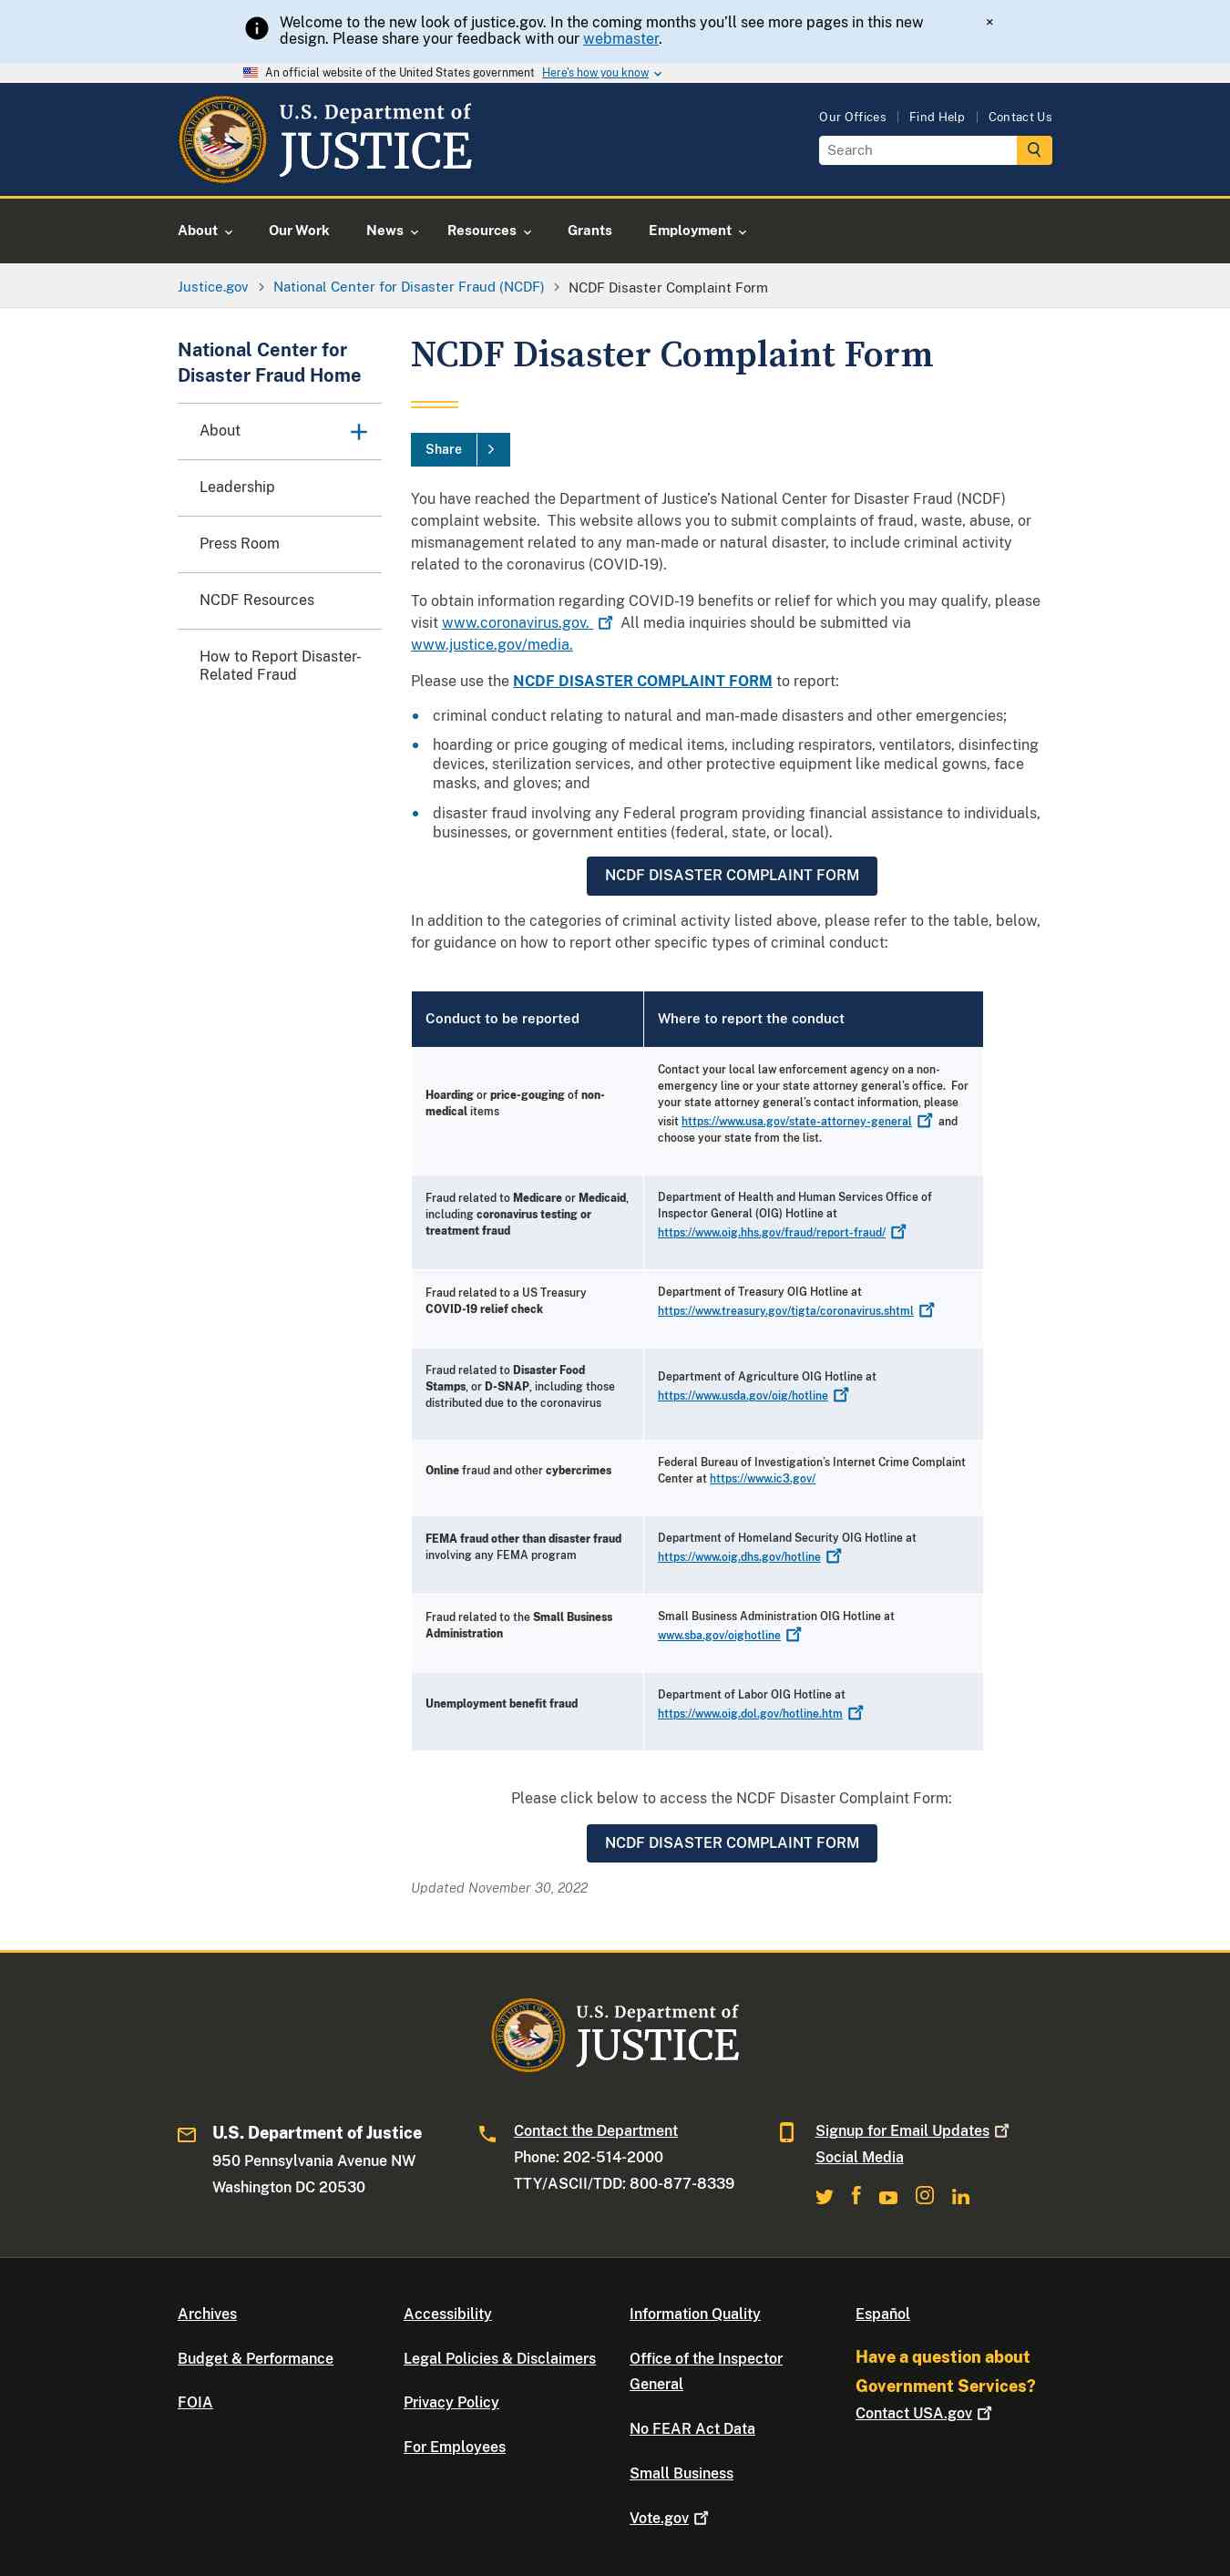 Welcome to the new look of justice.gov. In the coming months you'll see more pages in this new
design. Please share your feedback with our webmaster.
×
An official website of the United States government Here's how you know
U.S. Department of
JUSTICE
Our Offices | Find Help | Contact Us
Search
About Our Work News Resources Grants Employment
Justice.gov > National Center for Disaster Fraud (NCDF) > NCDF Disaster Complaint Form
National Center for
Disaster Fraud Home
About
Leadership
Press Room
NCDF Resources
How to Report Disaster-
Related Fraud
NCDF Disaster Complaint Form
Share
You have reached the Department of Justice's National Center for Disaster Fraud (NCDF)
complaint website.  This website allows you to submit complaints of fraud, waste, abuse, or
mismanagement related to any man-made or natural disaster, to include criminal activity
related to the coronavirus (COVID-19).
To obtain information regarding COVID-19 benefits or relief for which you may qualify, please
visit www.coronavirus.gov. All media inquiries should be submitted via
www.justice.gov/media.
Please use the NCDF DISASTER COMPLAINT FORM to report:
• criminal conduct relating to natural and man-made disasters and other emergencies;
• hoarding or price gouging of medical items, including respirators, ventilators, disinfecting
devices, sterilization services, and other protective equipment like medical gowns, face
masks, and gloves; and
• disaster fraud involving any Federal program providing financial assistance to individuals,
businesses, or government entities (federal, state, or local).
NCDF DISASTER COMPLAINT FORM
In addition to the categories of criminal activity listed above, please refer to the table, below,
for guidance on how to report other specific types of criminal conduct:
Conduct to be reported
Where to report the conduct
Hoarding or price-gouging of non-
medical items
Contact your local law enforcement agency on a non-
emergency line or your state attorney general's office.  For
your state attorney general's contact information, please
visit https://www.usa.gov/state-attorney-general and
choose your state from the list.
Fraud related to Medicare or Medicaid,
including coronavirus testing or
treatment fraud
Department of Health and Human Services Office of
Inspector General (OIG) Hotline at
https://www.oig.hhs.gov/fraud/report-fraud/
Fraud related to a US Treasury
COVID-19 relief check
Department of Treasury OIG Hotline at
https://www.treasury.gov/tigta/coronavirus.shtml
Fraud related to Disaster Food
Stamps, or D-SNAP, including those
distributed due to the coronavirus
Department of Agriculture OIG Hotline at
https://www.usda.gov/oig/hotline
Online fraud and other cybercrimes
Federal Bureau of Investigation's Internet Crime Complaint
Center at https://www.ic3.gov/
FEMA fraud other than disaster fraud
involving any FEMA program
Department of Homeland Security OIG Hotline at
https://www.oig.dhs.gov/hotline
Fraud related to the Small Business
Administration
Small Business Administration OIG Hotline at
www.sba.gov/oighotline
Unemployment benefit fraud
Department of Labor OIG Hotline at
https://www.oig.dol.gov/hotline.htm
Please click below to access the NCDF Disaster Complaint Form:
NCDF DISASTER COMPLAINT FORM
Updated November 30, 2022
U.S. Department of
JUSTICE
U.S. Department of Justice
950 Pennsylvania Avenue NW
Washington DC 20530
Contact the Department
Phone: 202-514-2000
TTY/ASCII/TDD: 800-877-8339
Signup for Email Updates
Social Media
Archives
Budget & Performance
FOIA
Accessibility
Legal Policies & Disclaimers
Privacy Policy
For Employees
Information Quality
Office of the Inspector
General
No FEAR Act Data
Small Business
Vote.gov
Español
Have a question about
Government Services?
Contact USA.gov